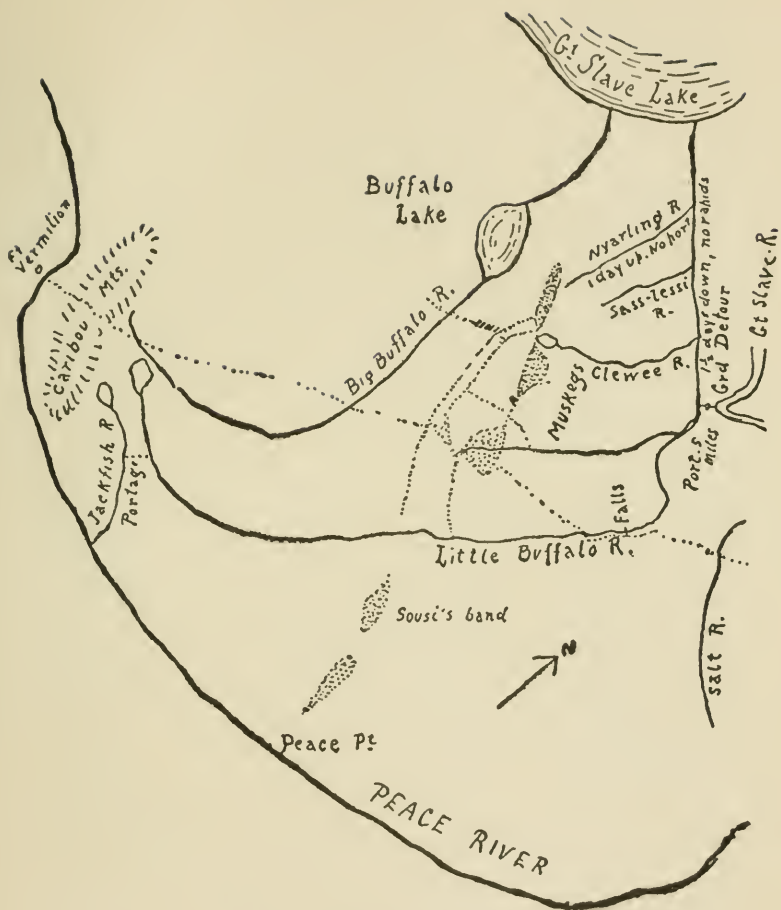 Gt Slave Lake
Buffalo
Lake
Ft
Vermilion
Caribou Mts.
Nyarling R
1 day up. No hors
Sass-lessi
R-
1½ days down, no rapids
Grd Detour
Gt Slave R.
Big Buffalo R.
Clewee R.
Muskegs
Port. 5
miles
Jackfish R
Portage
Falls
Little Buffalo R.
Sousi's band
N
Salt R.
Peace Pt
PEACE RIVER